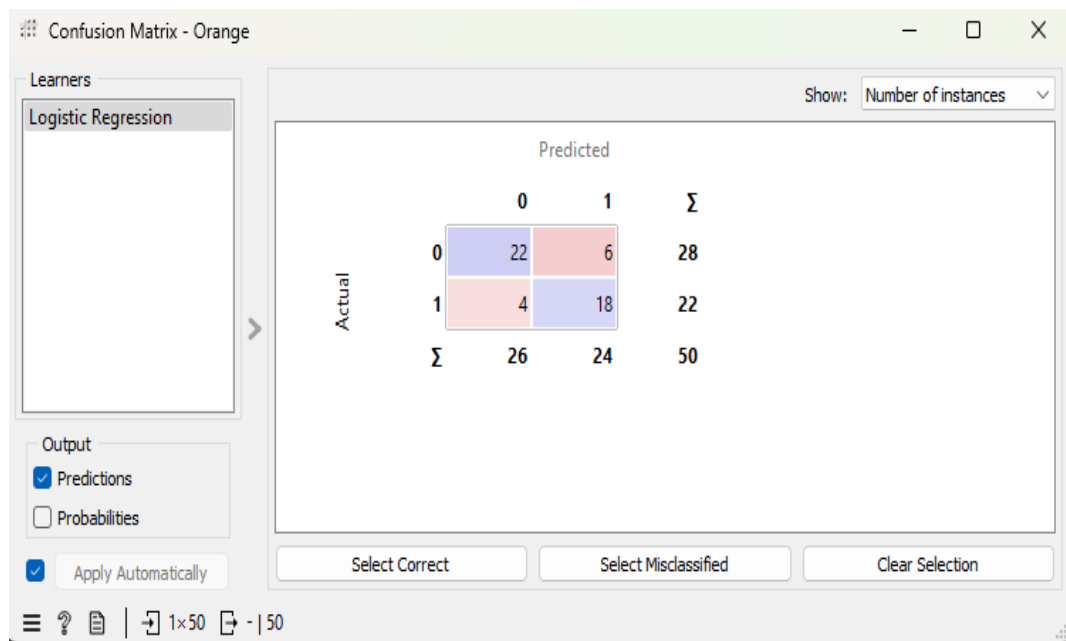 Confusion Matrix - Orange
Learners
Logistic Regression
Show: Number of instances
Predicted
0 1 Σ
0 22 6 28
Actual
1 4 18 22
Σ 26 24 50
Output
Predictions
Probabilities
Apply Automatically
Select Correct Select Misclassified Clear Selection
? 1×50 - | 50